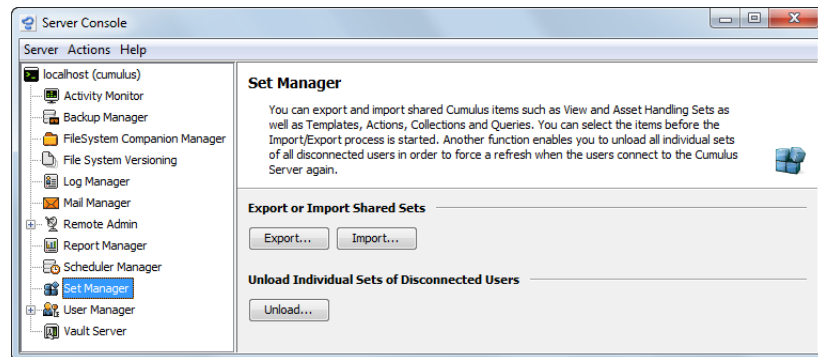 Server Console
Server Actions Help
localhost (cumulus)
Activity Monitor
Backup Manager
FileSystem Companion Manager
File System Versioning
Log Manager
Mail Manager
Remote Admin
Report Manager
Scheduler Manager
Set Manager
User Manager
Vault Server
Set Manager
You can export and import shared Cumulus items such as View and Asset Handling Sets as
well as Templates, Actions, Collections and Queries. You can select the items before the
Import/Export process is started. Another function enables you to unload all individual sets
of all disconnected users in order to force a refresh when the users connect to the Cumulus
Server again.
Export or Import Shared Sets
Export... Import...
Unload Individual Sets of Disconnected Users
Unload...